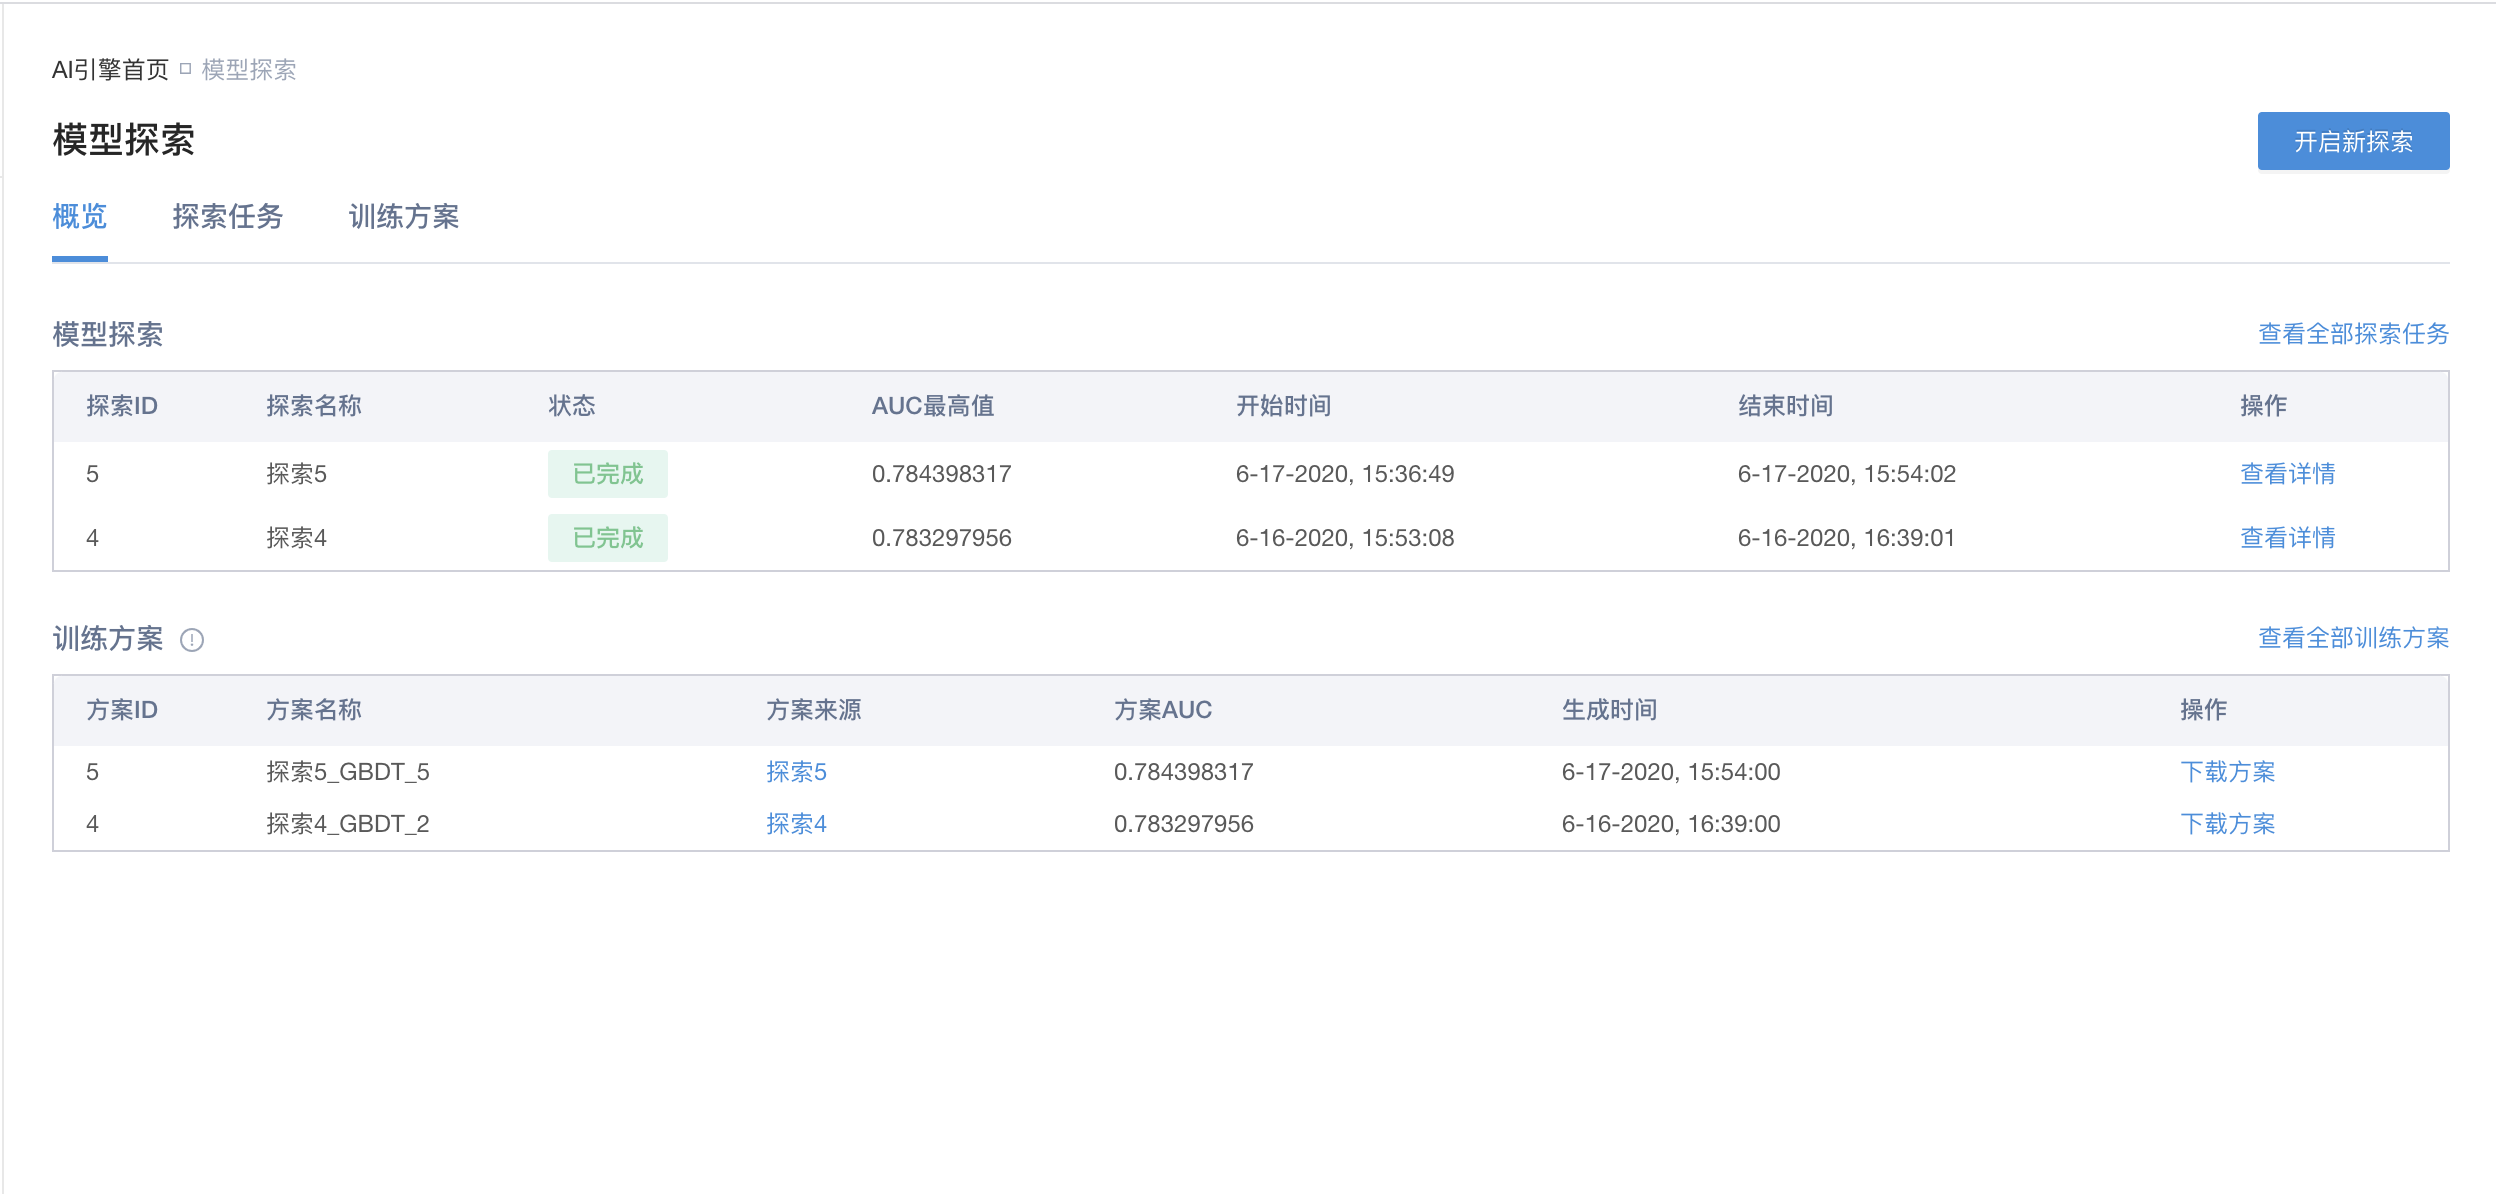 AI引擎首页 模型探索
模型探索
开启新探索
概览 探索任务 训练方案
模型探索 查看全部探索任务
探索ID 探索名称 状态 AUC最高值 开始时间 结束时间 操作
5 探索5 已完成 0.784398317 6-17-2020, 15:36:49 6-17-2020, 15:54:02 查看详情
4 探索4 已完成 0.783297956 6-16-2020, 15:53:08 6-16-2020, 16:39:01 查看详情
训练方案 查看全部训练方案
方案ID 方案名称 方案来源 方案AUC 生成时间 操作
5 探索5_GBDT_5 探索5 0.784398317 6-17-2020, 15:54:00 下载方案
4 探索4_GBDT_2 探索4 0.783297956 6-16-2020, 16:39:00 下载方案